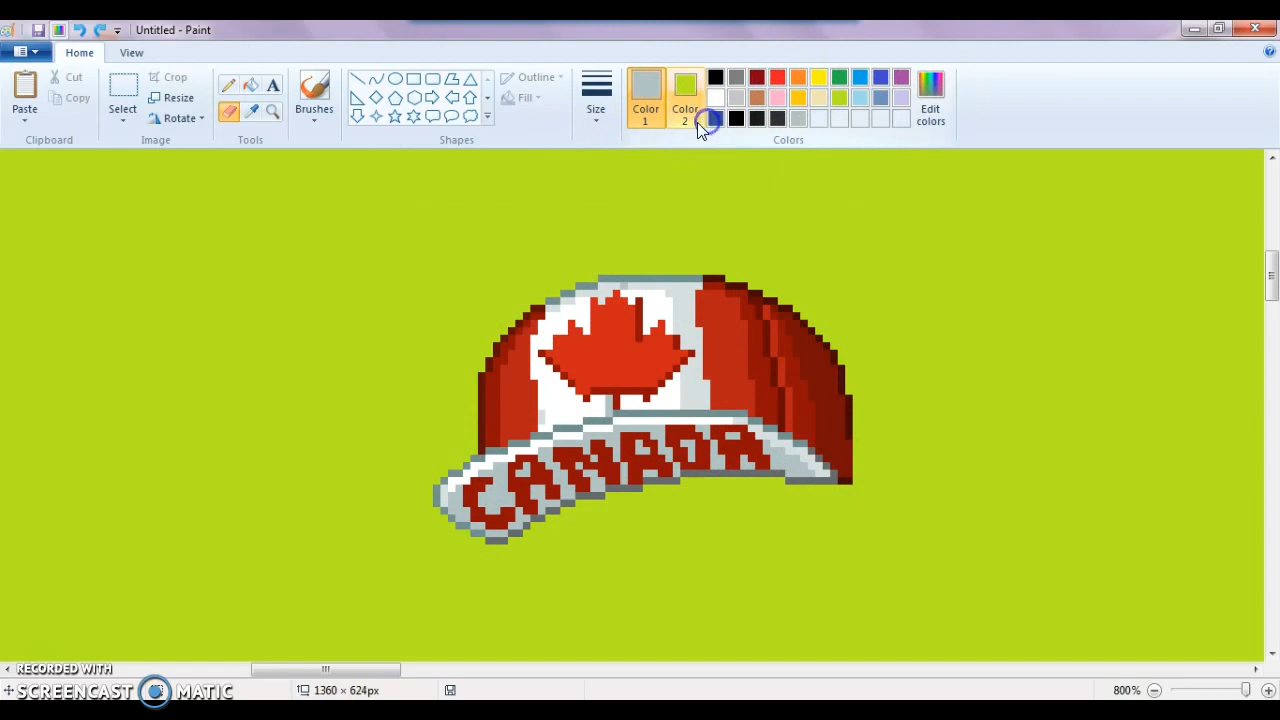 Untitled - Paint
Home View
Paste
Cut
Copy
Clipboard
Select
Crop
Resize
Rotate
Image
A
Tools
Brushes
Shapes
Outline
Fill
Size
Color 1
Color 2
Edit colors
Colors
CANADA
RECORDED WITH
SCREENCAST MATIC
1360 × 624px
800%